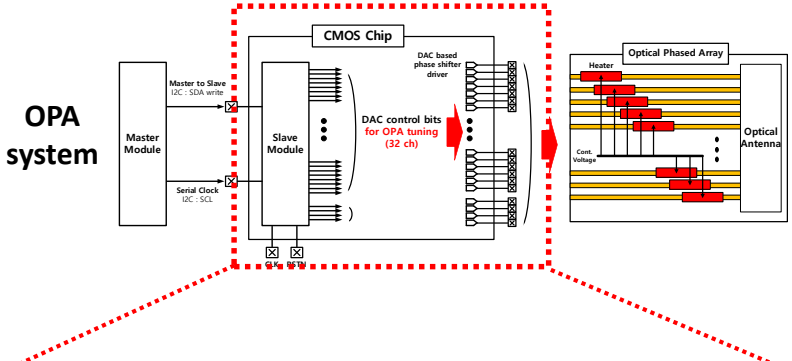 OPA
system
Master
Module
Master to Slave
I2C : SDA write
Serial Clock
I2C : SCL
CMOS Chip
Slave
Module
CLK
RSTN
DAC control bits
for OPA tuning
(32 ch)
DAC based
phase shifter
driver
Optical Phased Array
Heater
Cont.
Voltage
Optical
Antenna